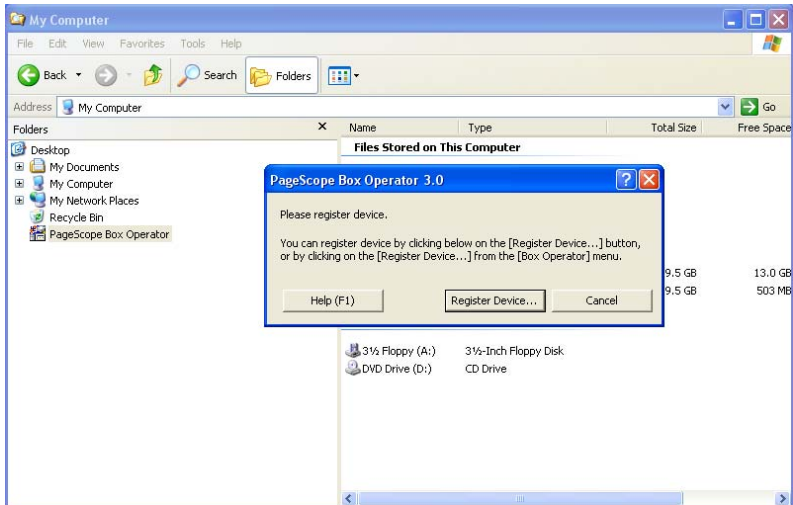 My Computer
File Edit View Favorites Tools Help
Back Search Folders
Address My Computer Go
Folders
Name Type Total Size Free Space
Desktop
My Documents
My Computer
My Network Places
Recycle Bin
PageScope Box Operator
Files Stored on This Computer
PageScope Box Operator 3.0
Please register device.
You can register device by clicking below on the [Register Device...] button,
or by clicking on the [Register Device...] from the [Box Operator] menu.
Help (F1) Register Device... Cancel
9.5 GB 13.0 GB
9.5 GB 503 MB
3½ Floppy (A:) 3½-Inch Floppy Disk
DVD Drive (D:) CD Drive